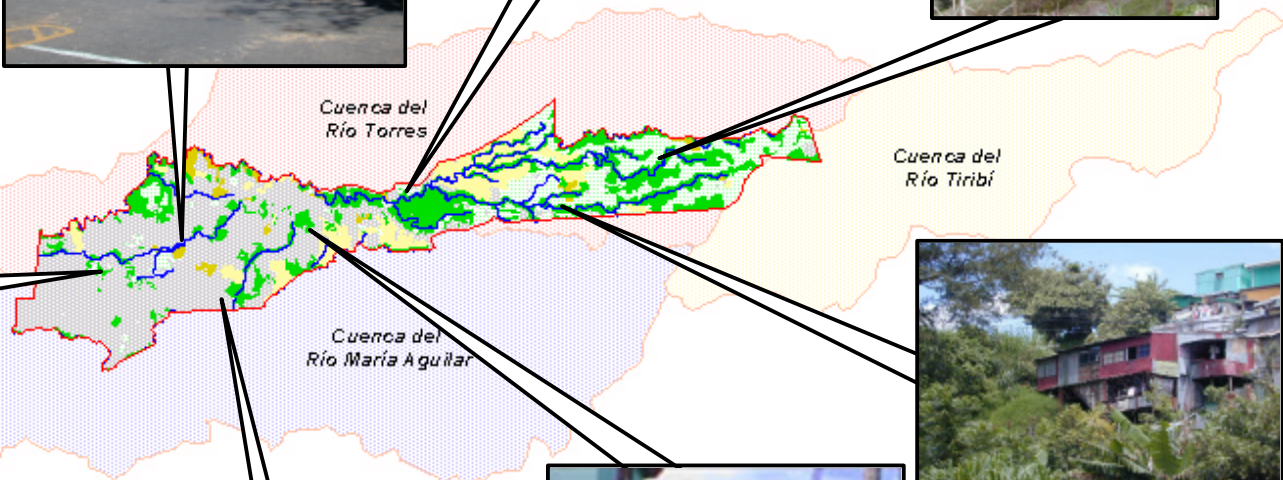 Cuenca del
Río Torres
Cuenca del
Río Tiribí
Cuenca del
Río María Aguilar